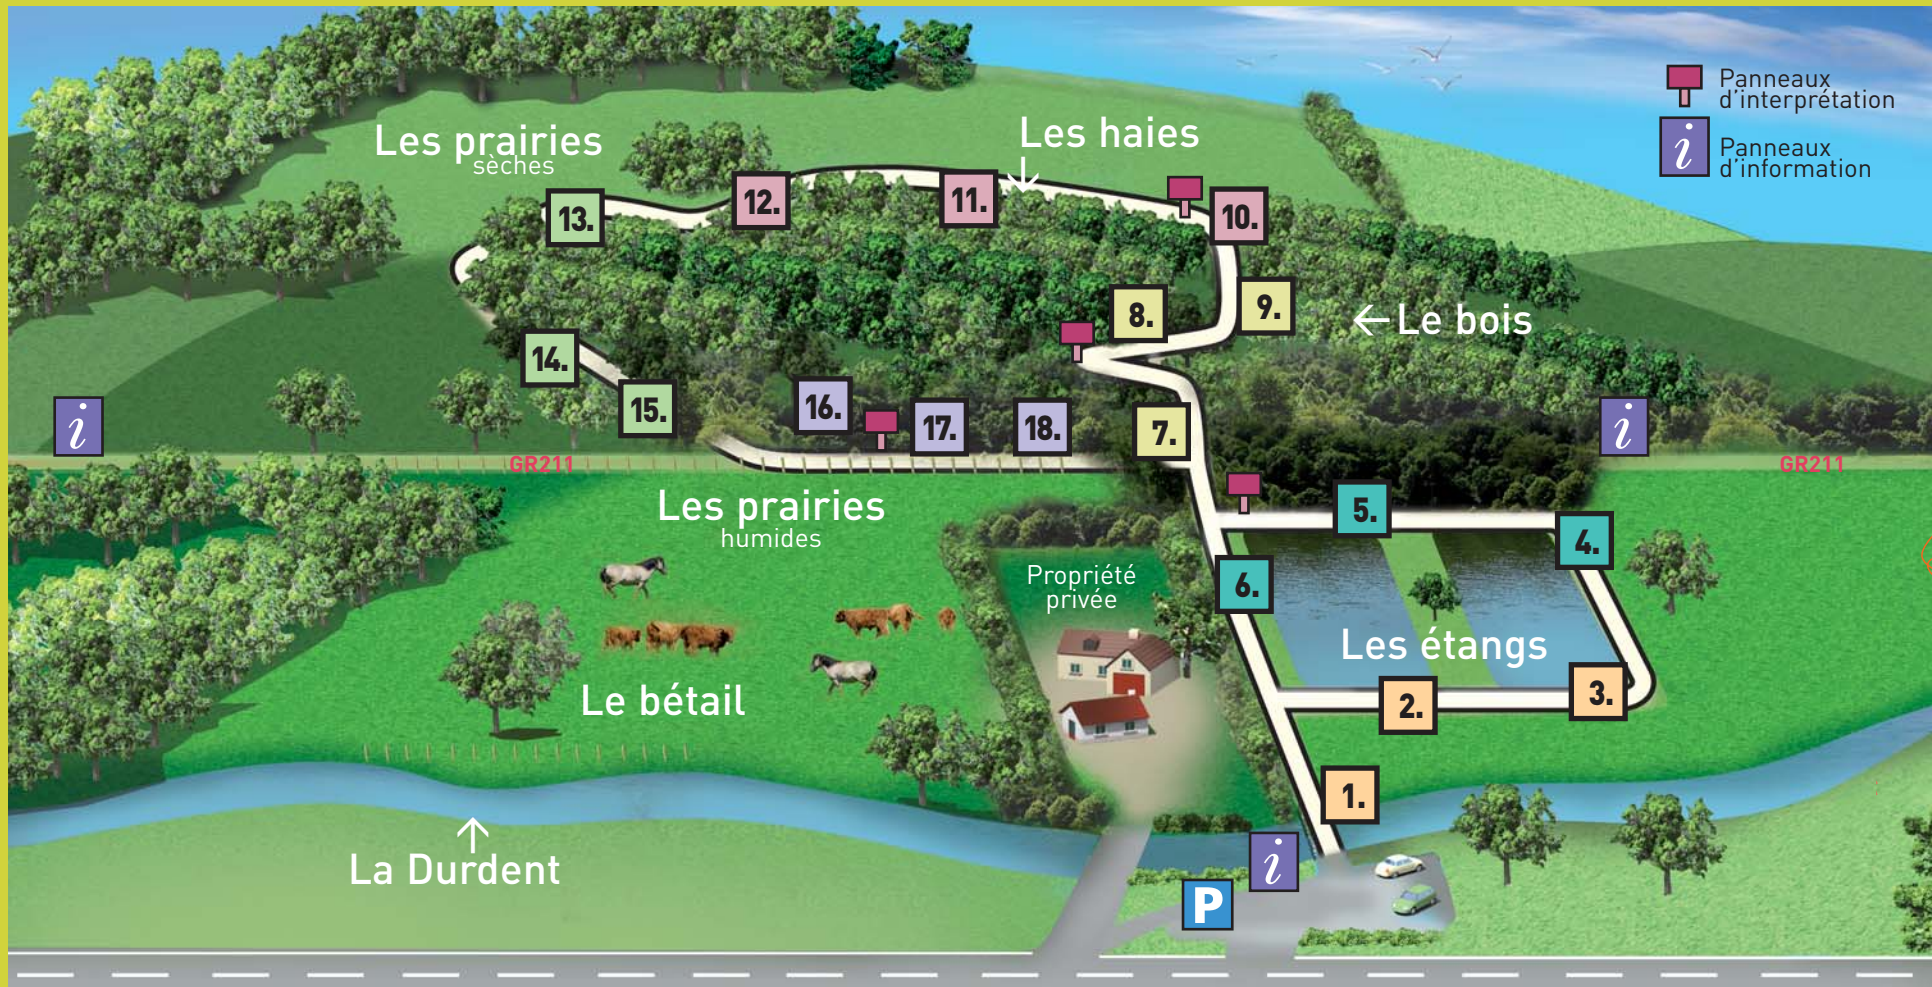 Panneaux
d'interprétation
i
Panneaux
d'information
Les prairies
sèches
Les haies
13.
12.
11.
10.
8.
9.
Le bois
14.
15.
16.
17.
18.
7.
i
i
GR211
GR211
Les prairies
humides
5.
4.
Propriété
privée
6.
Les étangs
Le bétail
2.
3.
1.
La Durdent
i
P